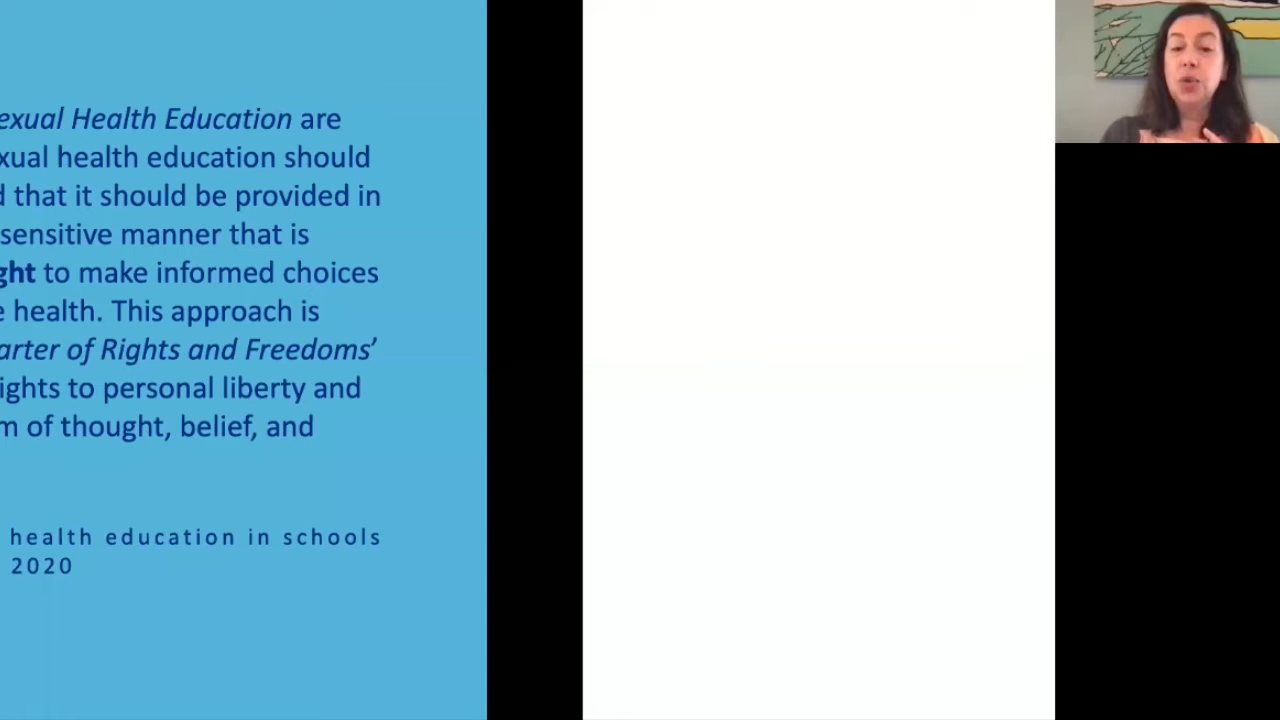 exual Health Education are
xual health education should
d that it should be provided in
sensitive manner that is
ght to make informed choices
e health. This approach is
arter of Rights and Freedoms’
ights to personal liberty and
m of thought, belief, and
health education in schools
2020